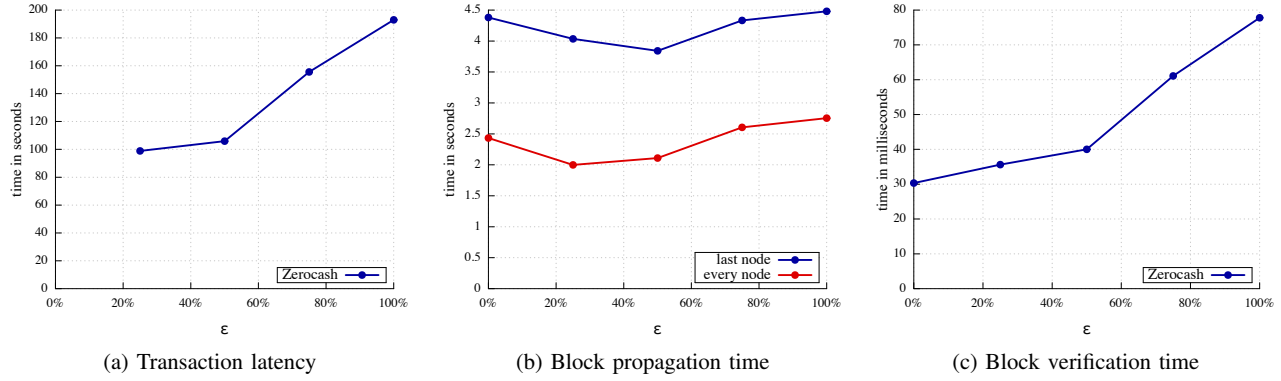 200
180
160
140
120
100
80
60
40
20
0
time in seconds
0% 20% 40% 60% 80% 100%
ε
Zerocash
(a) Transaction latency
4.5
4
3.5
3
2.5
2
1.5
1
0.5
0
time in seconds
0% 20% 40% 60% 80% 100%
ε
last node
every node
(b) Block propagation time
80
70
60
50
40
30
20
10
0
time in milliseconds
0% 20% 40% 60% 80% 100%
ε
Zerocash
(c) Block verification time